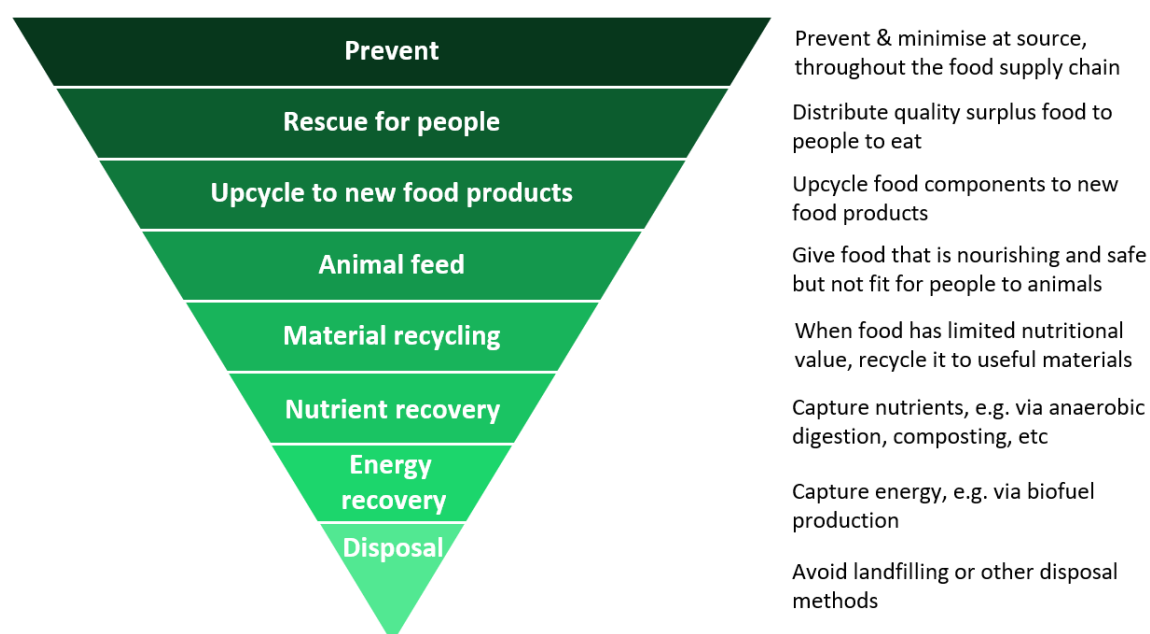 Prevent
Prevent & minimise at source,
throughout the food supply chain
Rescue for people
Distribute quality surplus food to
people to eat
Upcycle to new food products
Upcycle food components to new
food products
Animal feed
Give food that is nourishing and safe
but not fit for people to animals
Material recycling
When food has limited nutritional
value, recycle it to useful materials
Nutrient recovery
Capture nutrients, e.g. via anaerobic
digestion, composting, etc
Energy
recovery
Capture energy, e.g. via biofuel
production
Disposal
Avoid landfilling or other disposal
methods